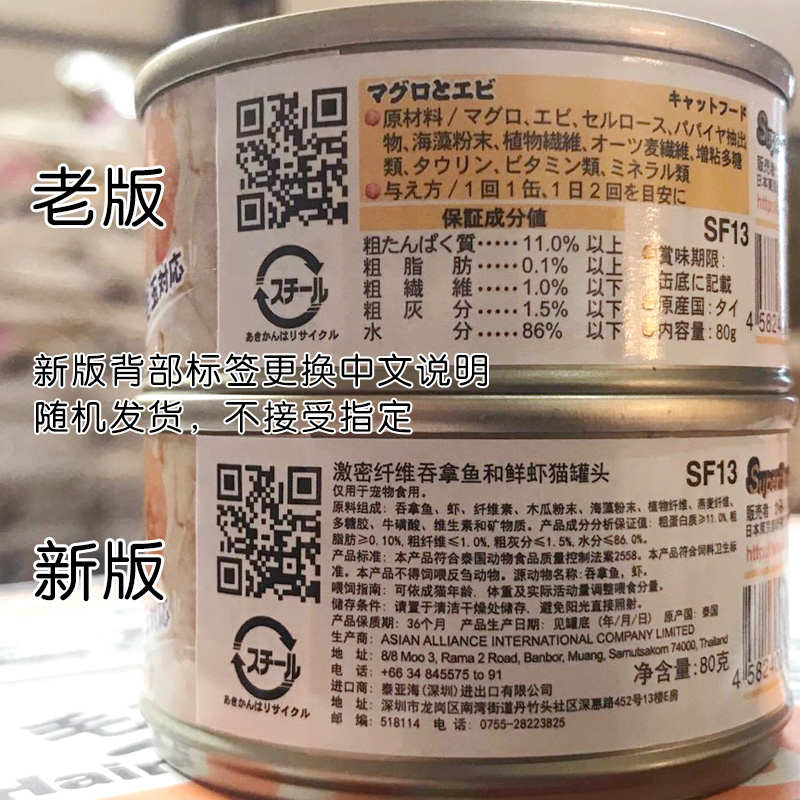 マグロとエビ
キャットフード
原材料/マグロ、エビ、セルロース、パパイヤ抽出
物、海藻粉末、植物繊維、オーツ麦繊維、増粘多糖
類、タウリン、ビタミン類、ミネラル類
与え方/1回1缶、1日2回を目安に
保証成分値
粗たんぱく質……11.0% 以上
粗脂肪……0.1% 以上
粗繊維……1.0% 以下
粗灰分……1.5% 以下
水分……86% 以下
SF13
賞味期限:
缶底に記載
原産国:タイ
内容量:80g
販売者
日本
http
4 582
玉対応
スチール
あきかんはリサイクル
老版
新版背部标签更换中文说明
随机发货，不接受指定
新版
激密纤维吞拿鱼和鲜虾猫罐头
SF13
仅用于宠物食用。
原料组成：吞拿鱼、虾、纤维素、木瓜粉末、海藻粉末、植物纤维、燕麦纤维、
多糖胶、牛磺酸、维生素和矿物质。产品成分分析保证值：粗蛋白质≥11.0%、粗
脂肪≥0.10%、粗纤维≤1.0%、粗灰分≤1.5%、水分≤86.0%。
产品标准：本产品符合泰国动物食品质量控制法案2558。本产品符合饲料卫生标
准。本产品不得饲喂反刍动物。源动物名称：吞拿鱼，虾。
喂饲指南：可依成猫年龄、体重及实际活动量调整喂食分量。
储存条件：请置于清洁干燥处储存，避免阳光直接照射。
产品保质期：36个月 产品生产日期：见罐底（年/月/日） 原产国：泰国
生产商：ASIAN ALLIANCE INTERNATIONAL COMPANY LIMITED
地 址：8/8 Moo 3, Rama 2 Road, Banbor, Muang, Samutsakorn 74000, Thailand
电 话：+66 34 845575 to 91
进口商：泰亚海(深圳)进出口有限公司
地 址：深圳市龙岗区南湾街道丹竹头社区深惠路452号13楼E房
邮 编：518114 电 话：0755-28223825
净含量:80克
販売者
日本
http
4 582
スチール
あきかんはリサイクル